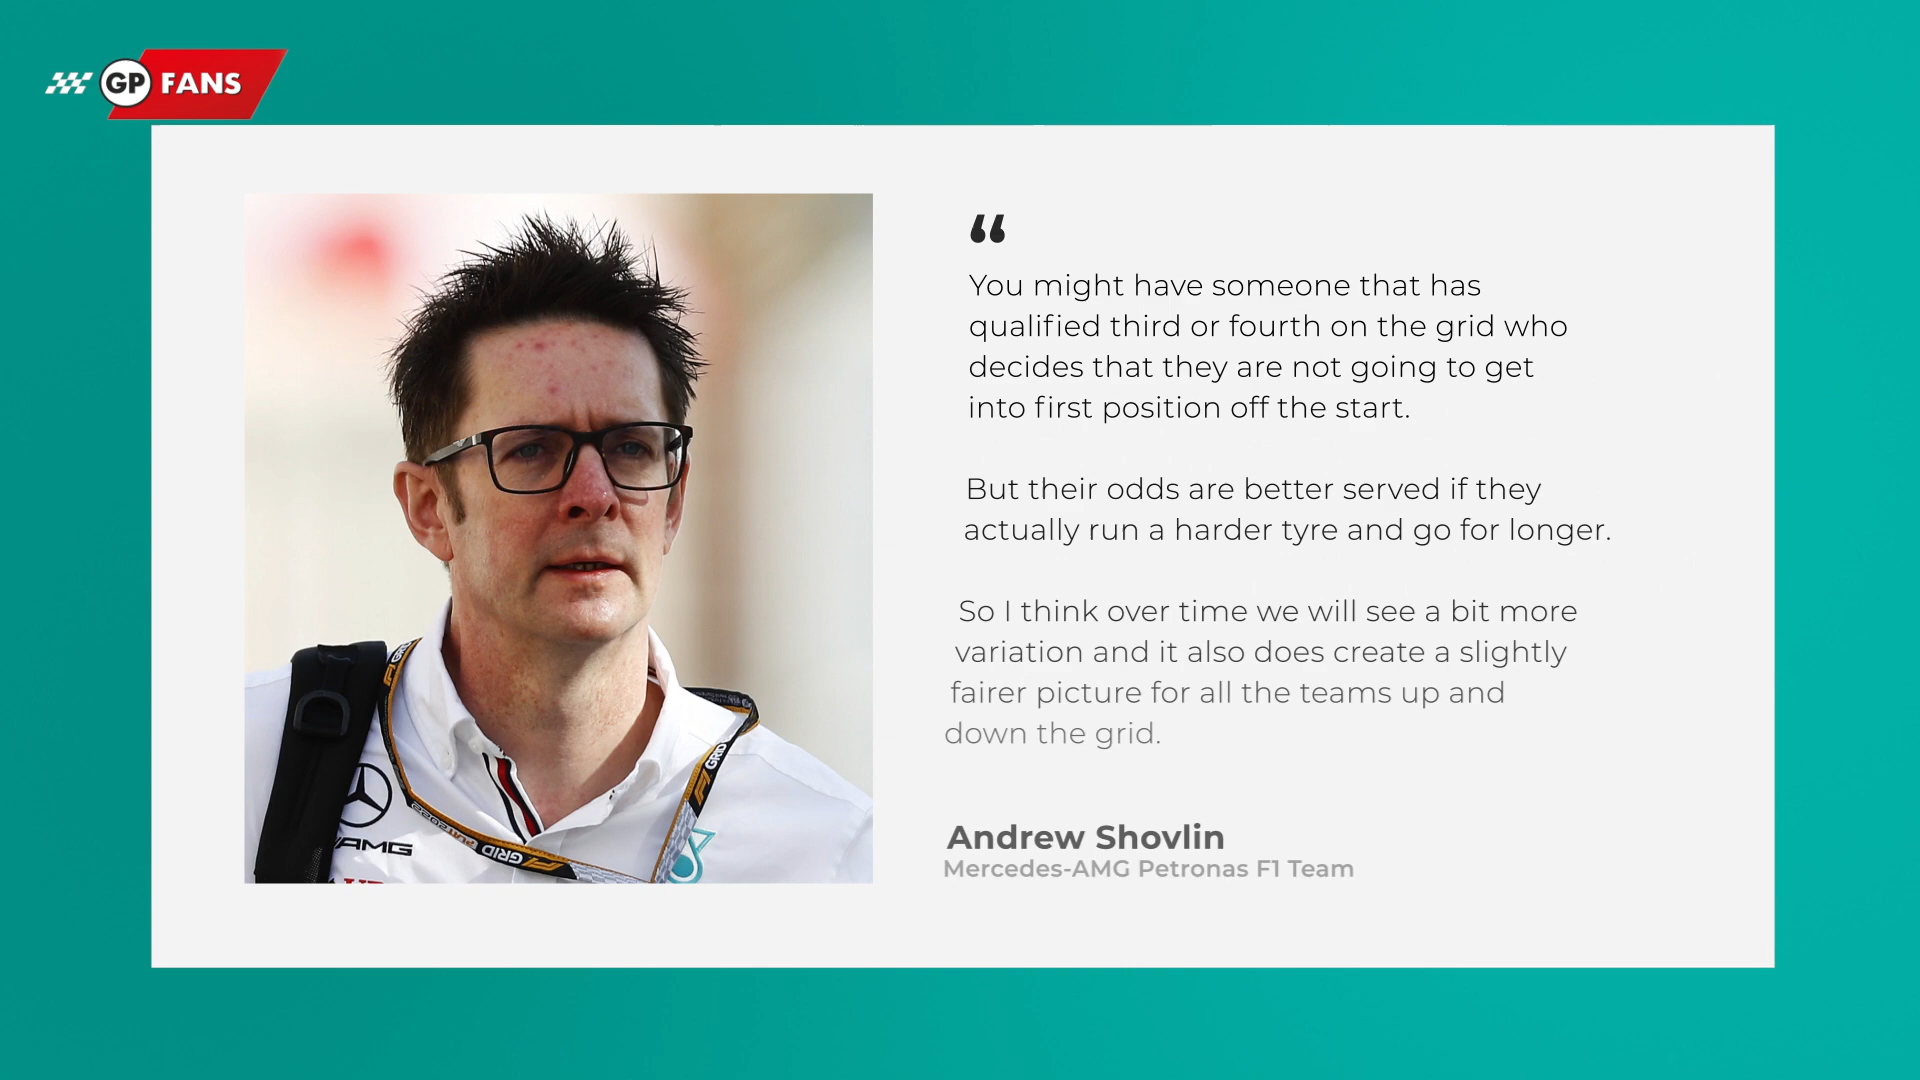 GP FANS
“
You might have someone that has
qualified third or fourth on the grid who
decides that they are not going to get
into first position off the start.
But their odds are better served if they
actually run a harder tyre and go for longer.
So I think over time we will see a bit more
variation and it also does create a slightly
fairer picture for all the teams up and
down the grid.
Andrew Shovlin
Mercedes-AMG Petronas F1 Team
AMG
GRID
GRID
GRID